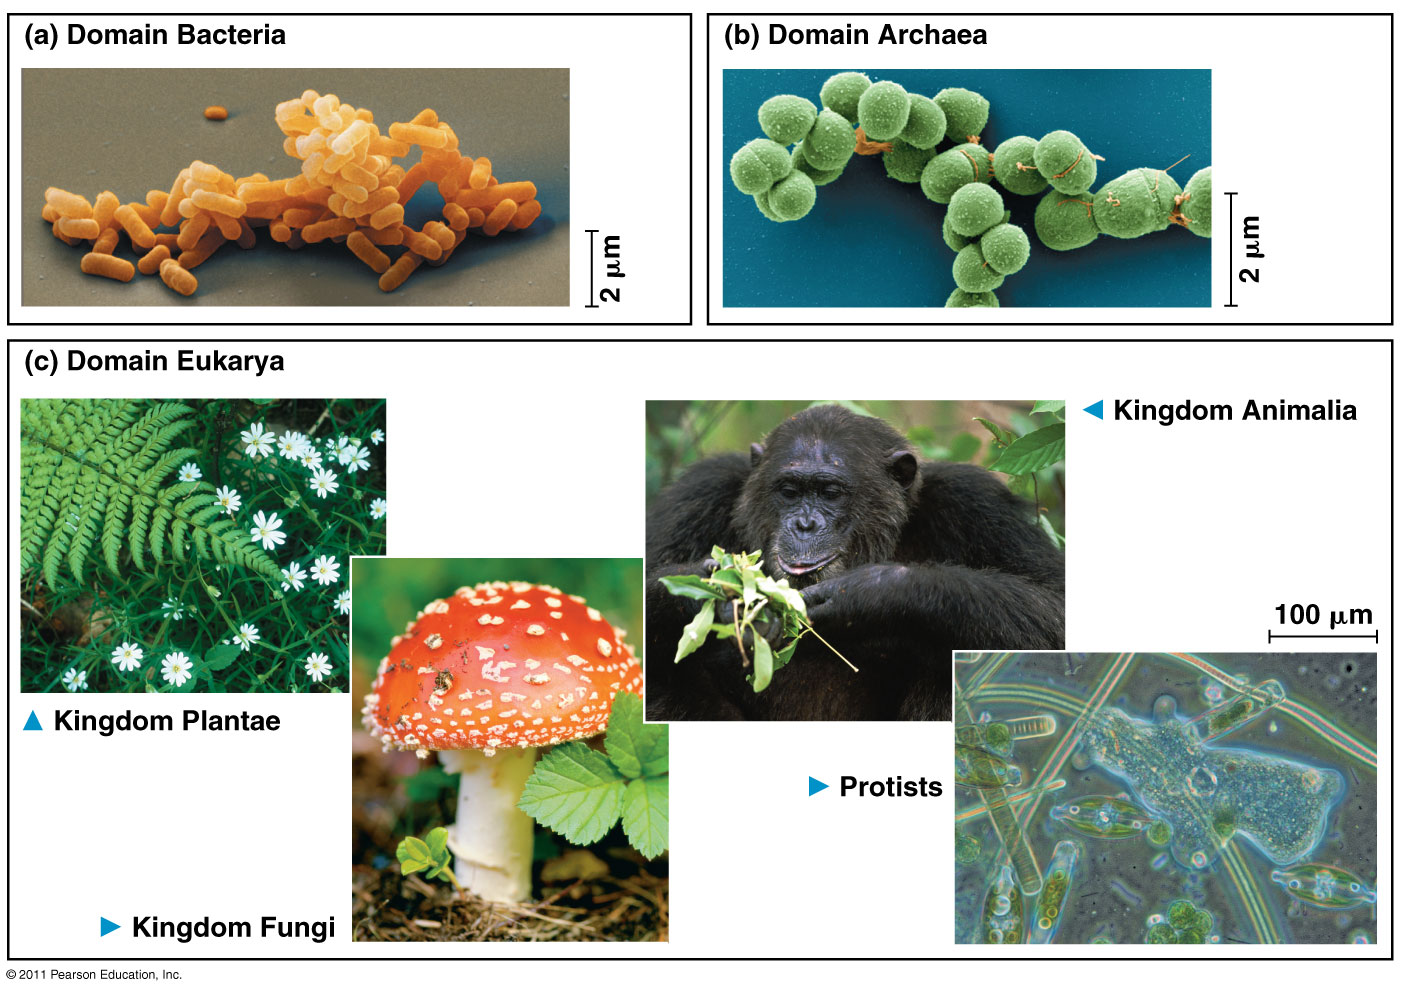 (a) Domain Bacteria
2 μm
(b) Domain Archaea
2 μm
(c) Domain Eukarya
Kingdom Animalia
100 μm
Kingdom Plantae
Protists
Kingdom Fungi
© 2011 Pearson Education, Inc.